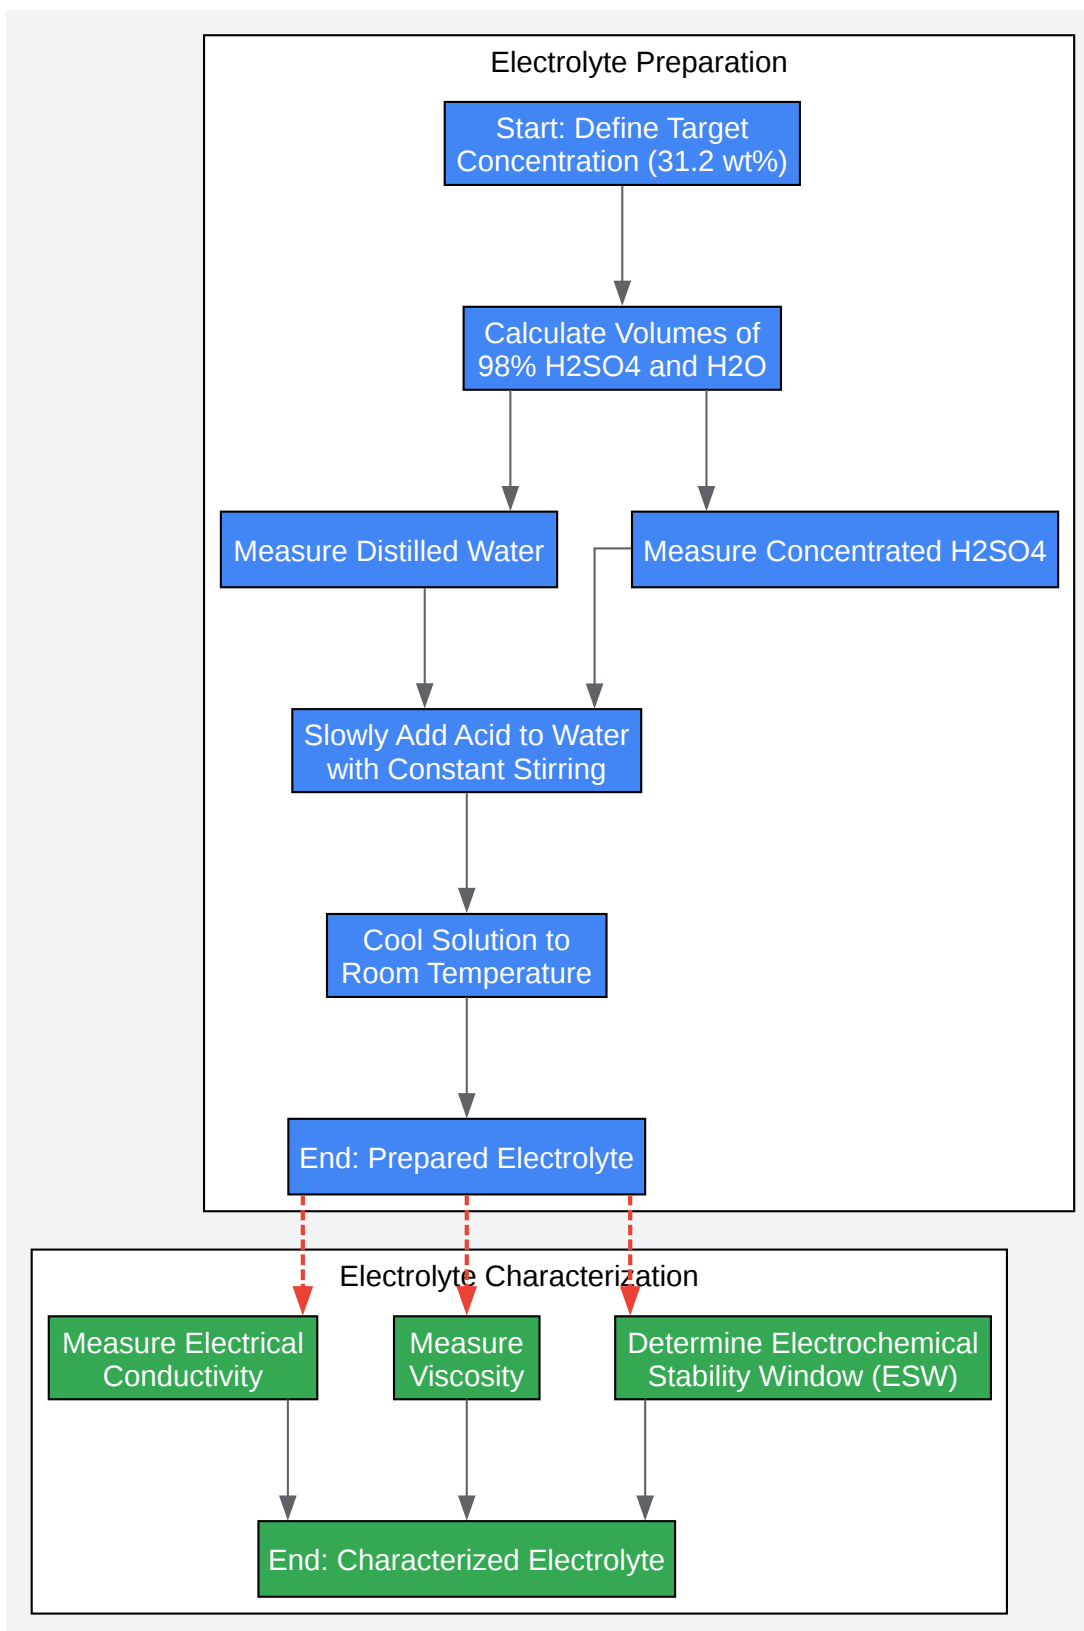 Electrolyte Preparation
Start: Define Target
Concentration (31.2 wt%)
Calculate Volumes of
98% H2SO4 and H2O
Measure Distilled Water
Measure Concentrated H2SO4
Slowly Add Acid to Water
with Constant Stirring
Cool Solution to
Room Temperature
End: Prepared Electrolyte
Electrolyte Characterization
Measure Electrical
Conductivity
Measure
Viscosity
Determine Electrochemical
Stability Window (ESW)
End: Characterized Electrolyte